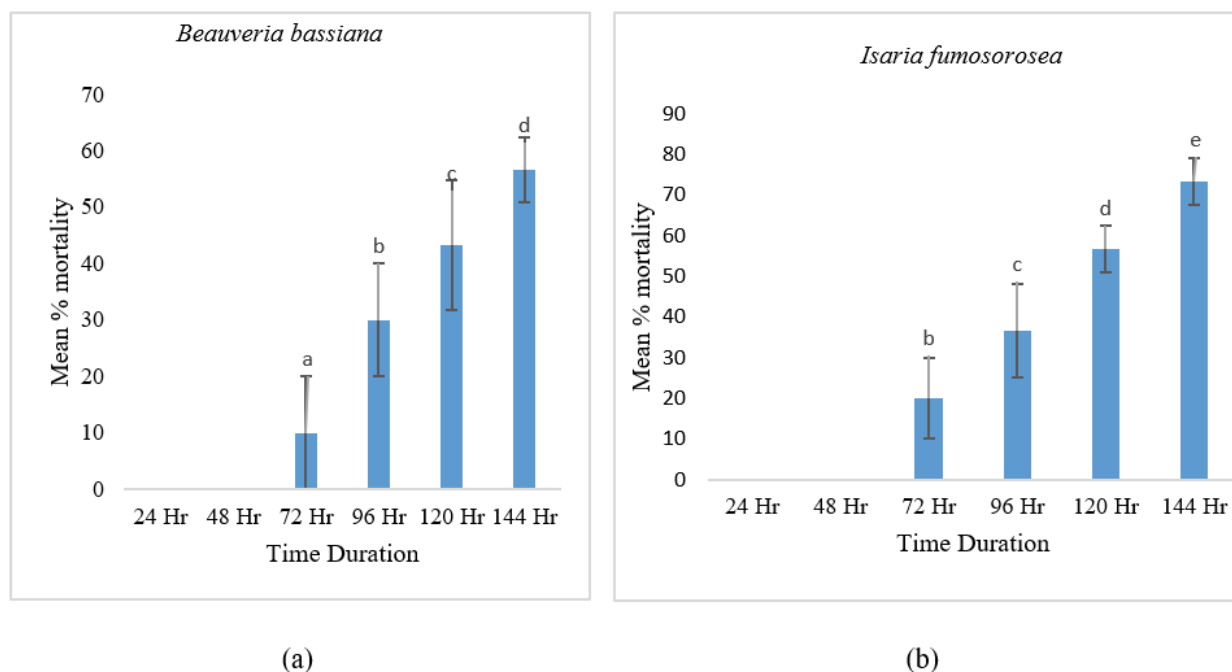 Beauveria bassiana
70
60
50
40
30
20
10
0
Mean % mortality
a
b
c
d
24 Hr 48 Hr 72 Hr 96 Hr 120 Hr 144 Hr
Time Duration
(a)
Isaria fumosorosea
90
80
70
60
50
40
30
20
10
0
Mean % mortality
b
c
d
e
24 Hr 48 Hr 72 Hr 96 Hr 120 Hr 144 Hr
Time Duration
(b)